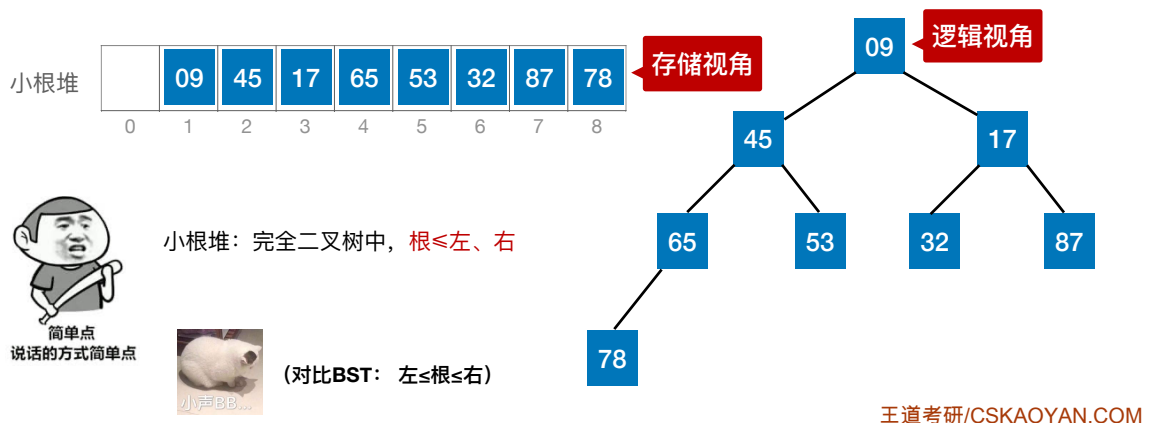 小根堆
09 45 17 65 53 32 87 78
0 1 2 3 4 5 6 7 8
存储视角
逻辑视角
09
45 17
65 53 32 87
78
小根堆：完全二叉树中，根≤左、右
简单点
说话的方式简单点
小声BB...
（对比BST： 左≤根≤右）
王道考研/CSKAOYAN.COM